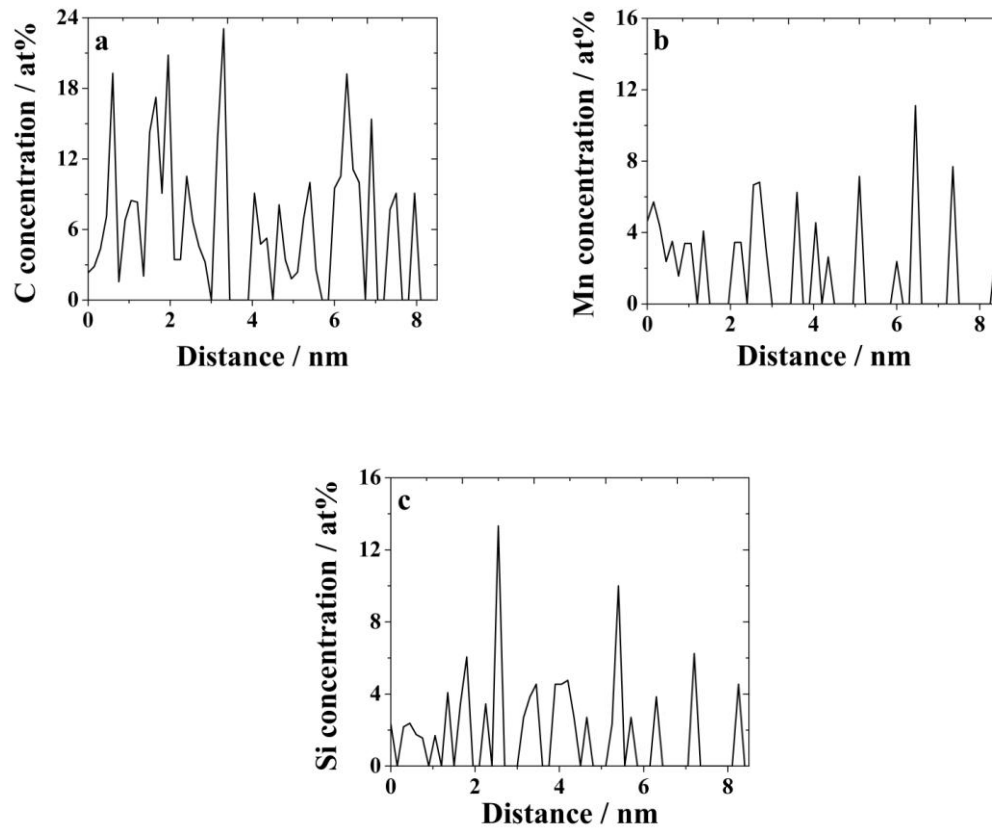 a
C concentration / at%
24
18
12
6
0
0 2 4 6 8
Distance / nm
b
Mn concentration / at%
16
12
8
4
0
0 2 4 6 8
Distance / nm
c
Si concentration / at%
16
12
8
4
0
0 2 4 6 8
Distance / nm